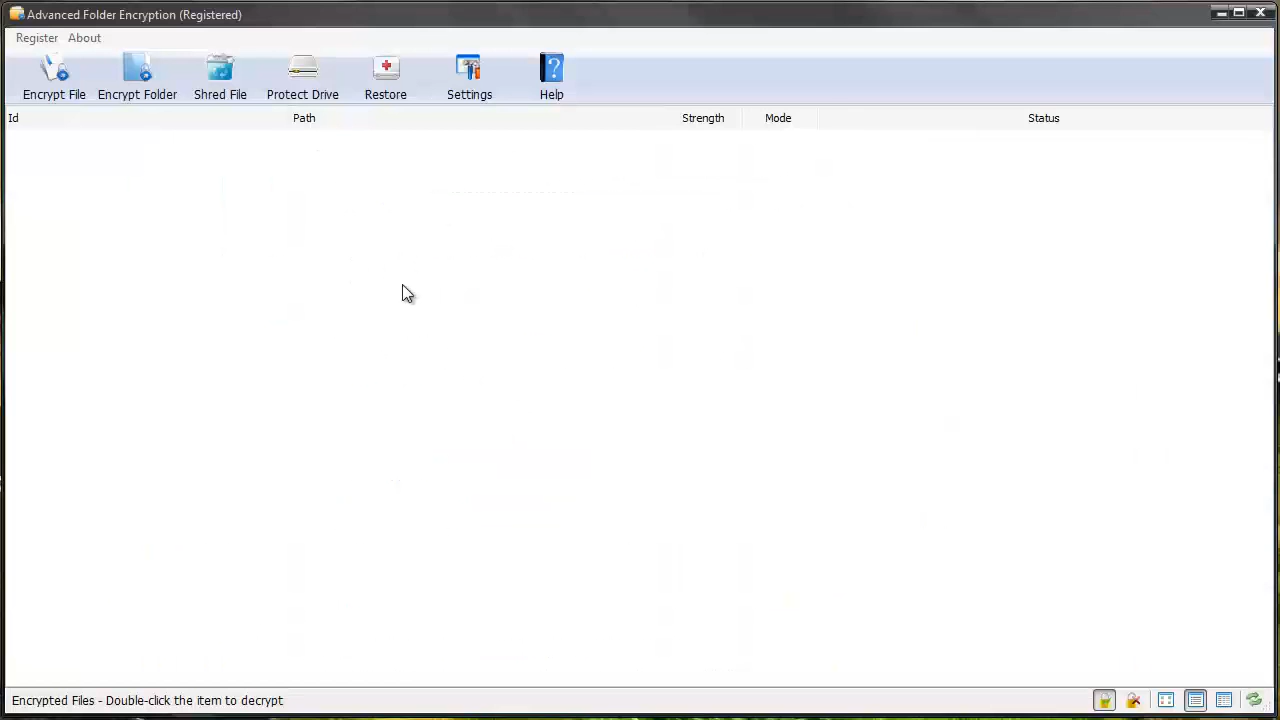 Advanced Folder Encryption (Registered)
Register About
Encrypt File Encrypt Folder Shred File Protect Drive Restore Settings Help
Id Path Strength Mode Status
Encrypted Files - Double-click the item to decrypt